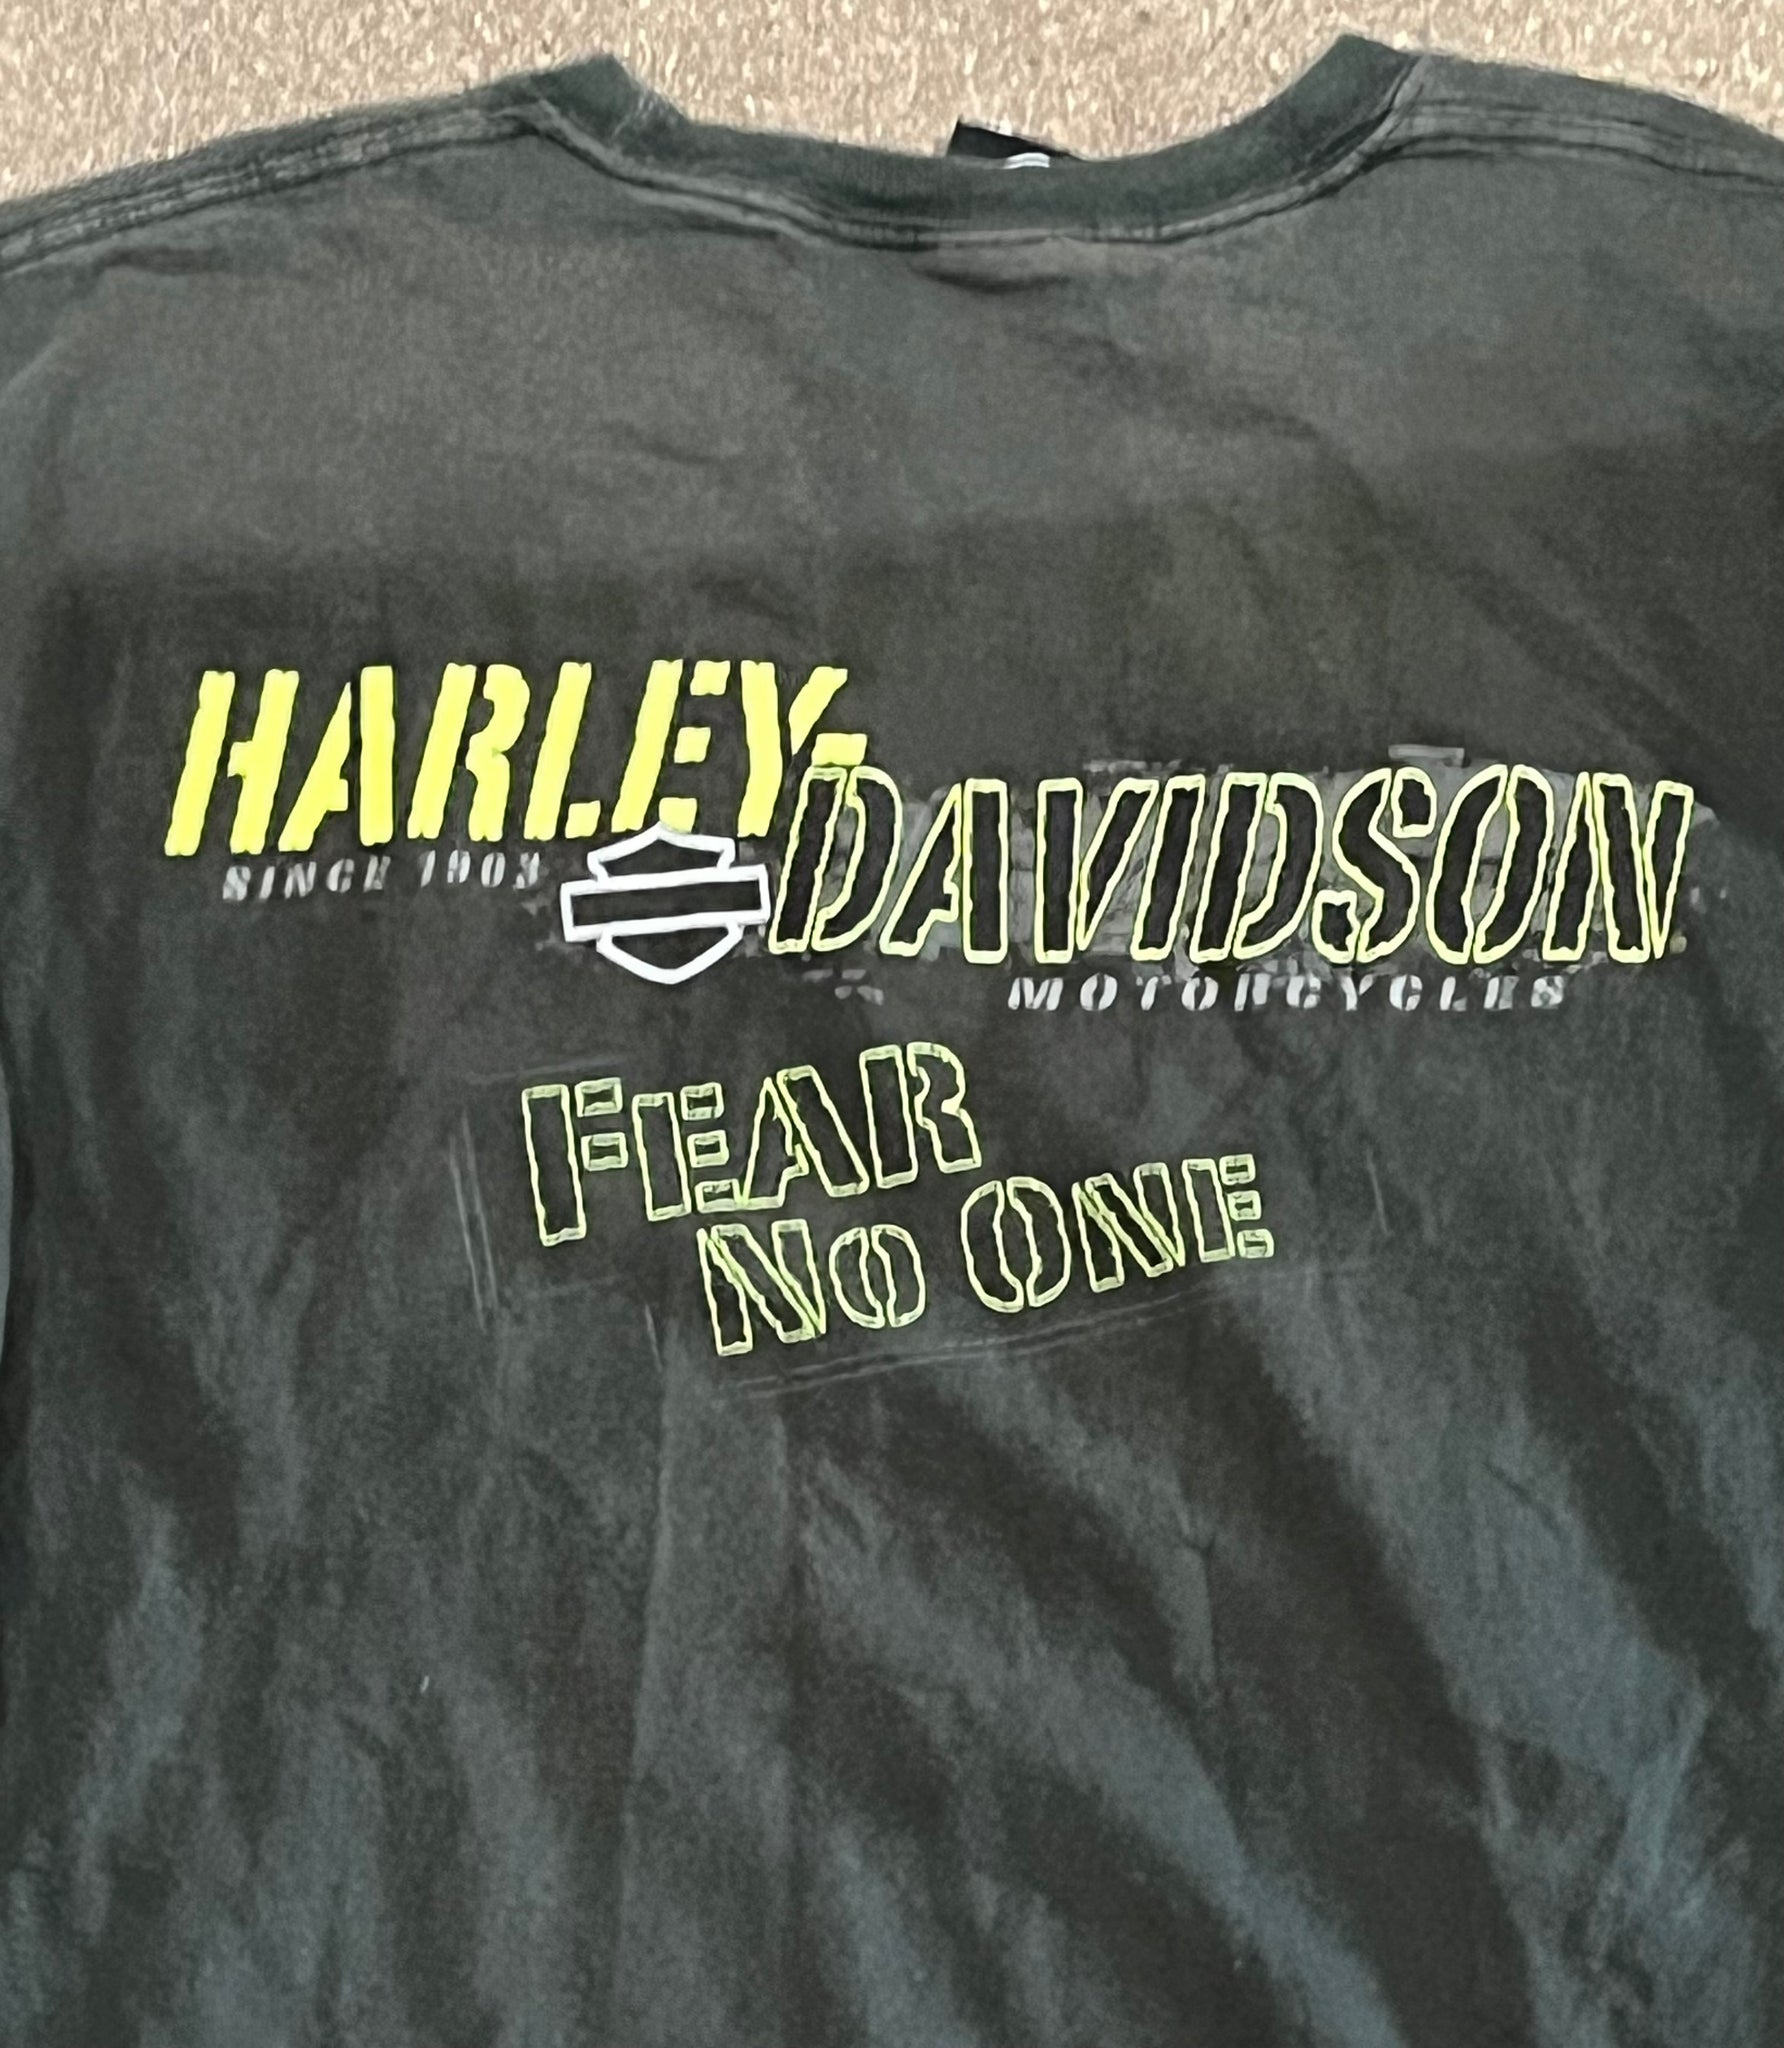 HARLEY-
DAVIDSON
SINCE 1903
MOTORCYCLES
FEAR
NO ONE